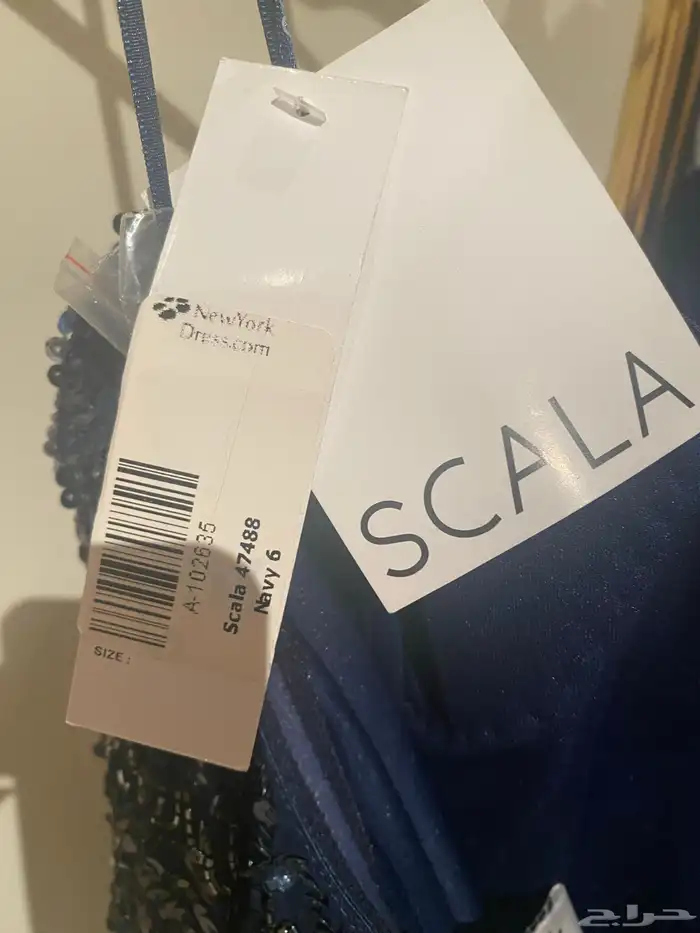 NewYork
Dress.com
A-102635
Scala 47488
Navy 6
SIZE:
SCALA
حراج